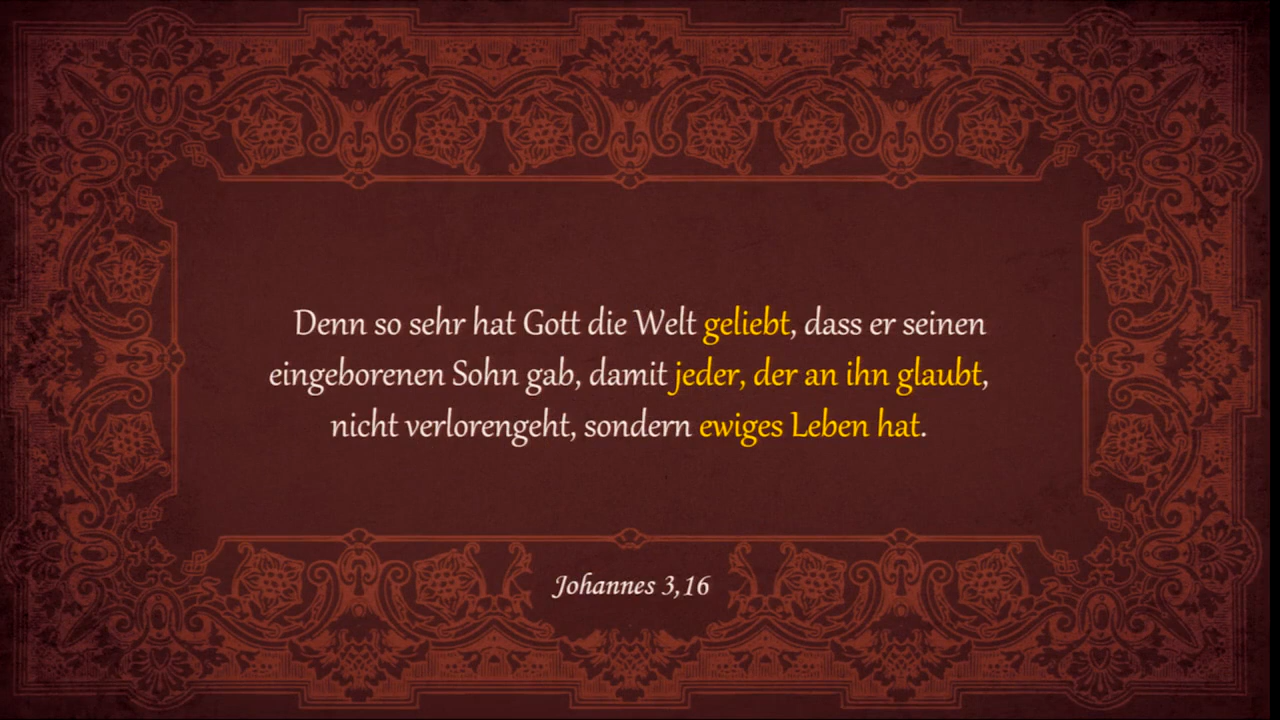 Denn so sehr hat Gott die Welt geliebt, dass er seinen
eingeborenen Sohn gab, damit jeder, der an ihn glaubt,
nicht verlorengeht, sondern ewiges Leben hat.
Johannes 3,16